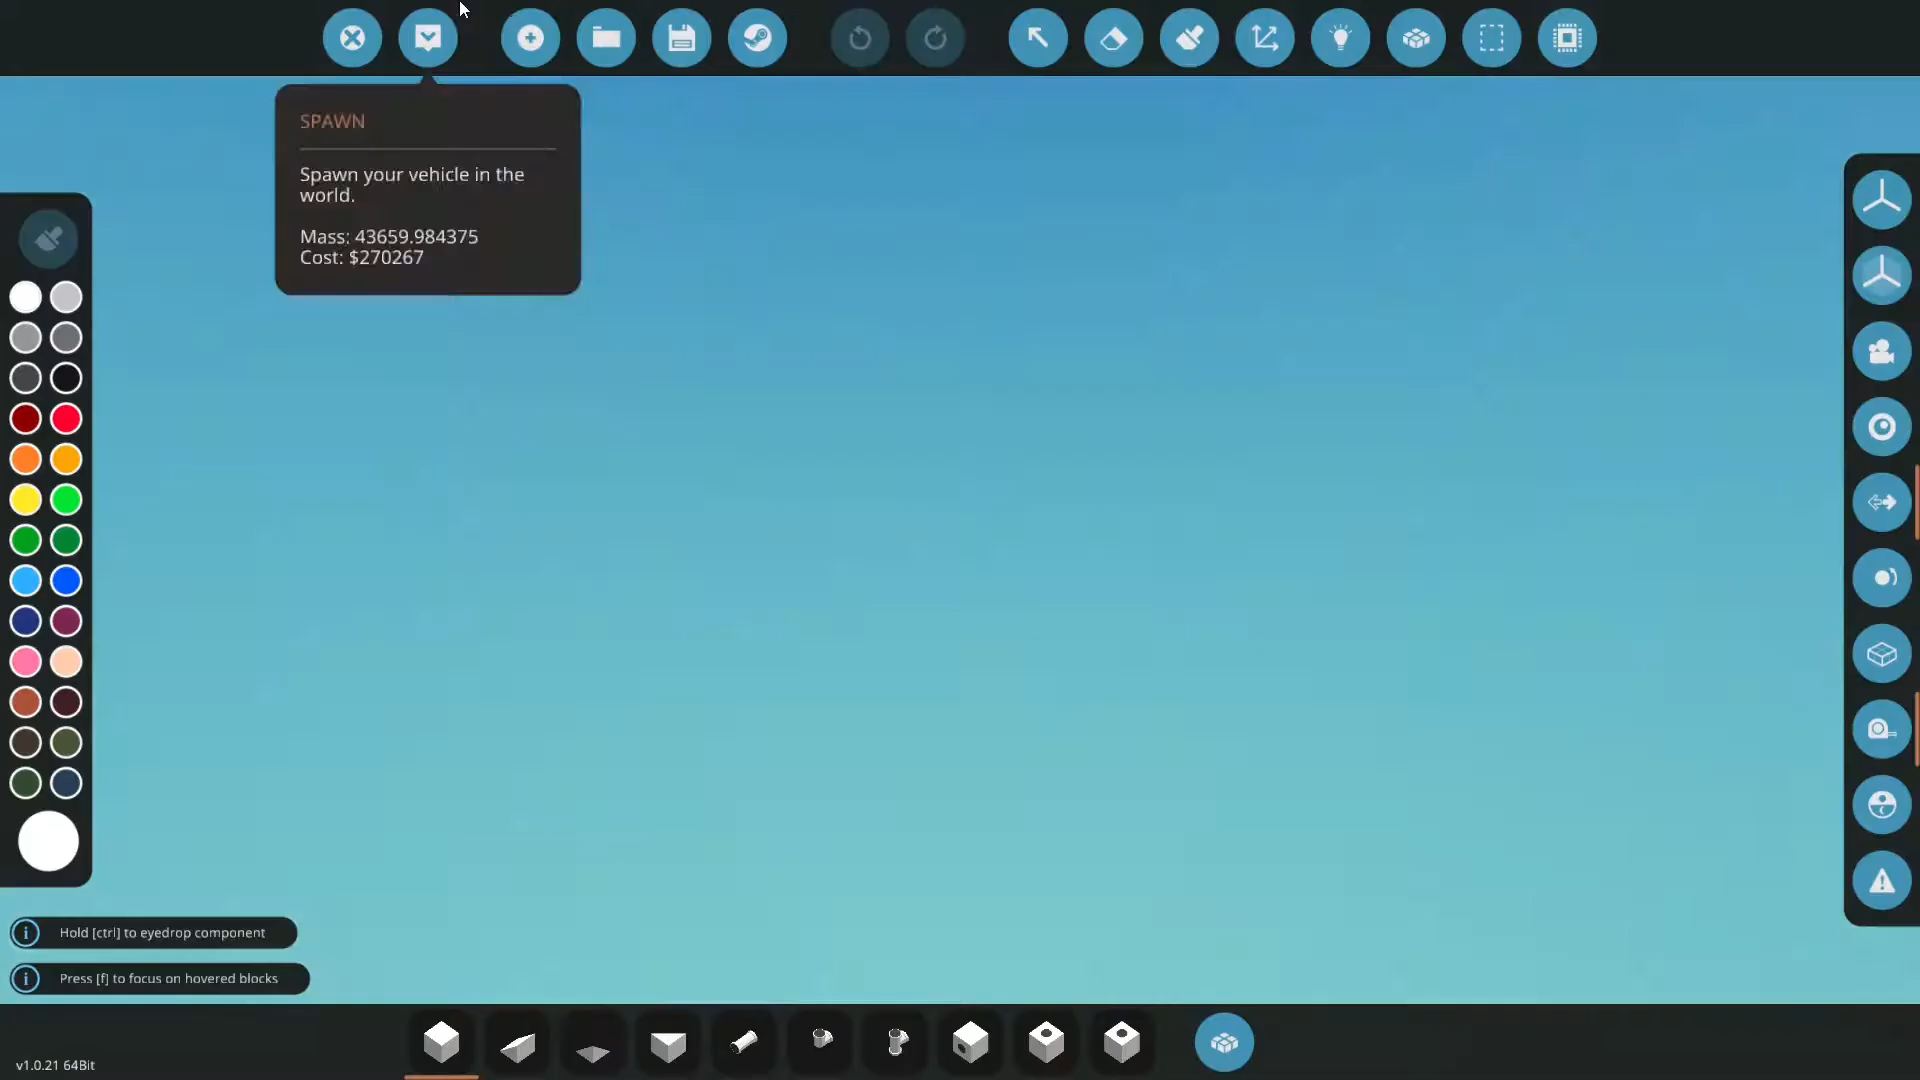 SPAWN
Spawn your vehicle in the
world.
Mass: 43659.984375
Cost: $270267
Hold [ctrl] to eyedrop component
Press [f] to focus on hovered blocks
v1.0.21 64Bit